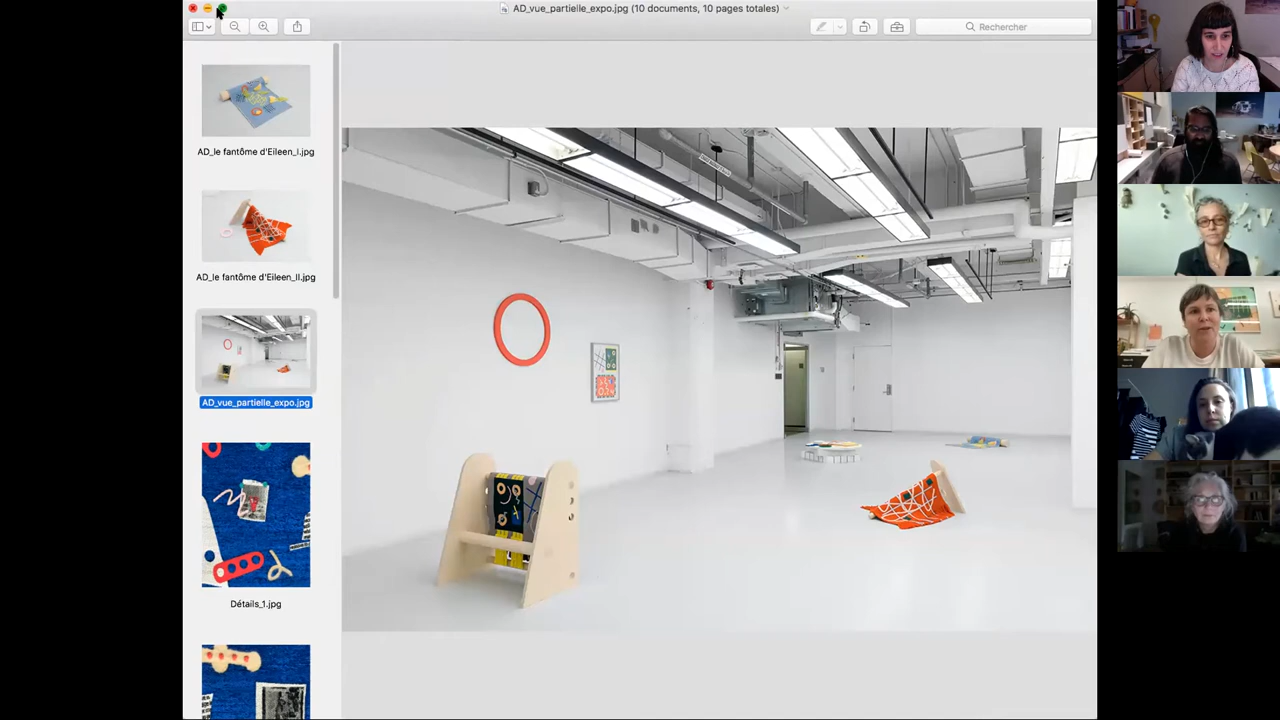 AD_vue_partielle_expo.jpg (10 documents, 10 pages totales)
Rechercher
AD_le fantôme d'Eileen_I.jpg
AD_le fantôme d'Eileen_II.jpg
AD_vue_partielle_expo.jpg
Détails_1.jpg